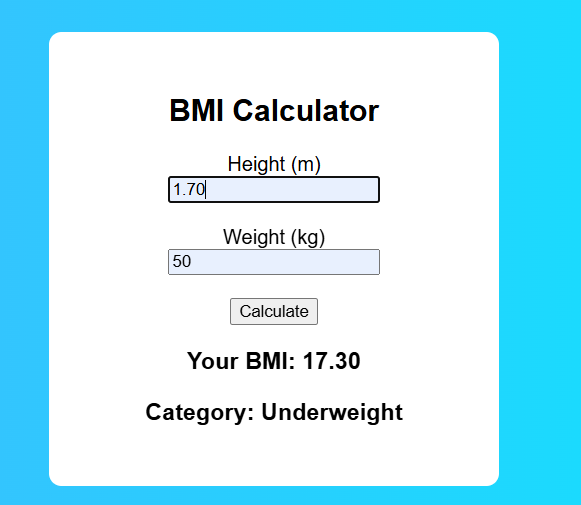 BMI Calculator
Height (m)
1.70
Weight (kg)
50
Calculate
Your BMI: 17.30
Category: Underweight